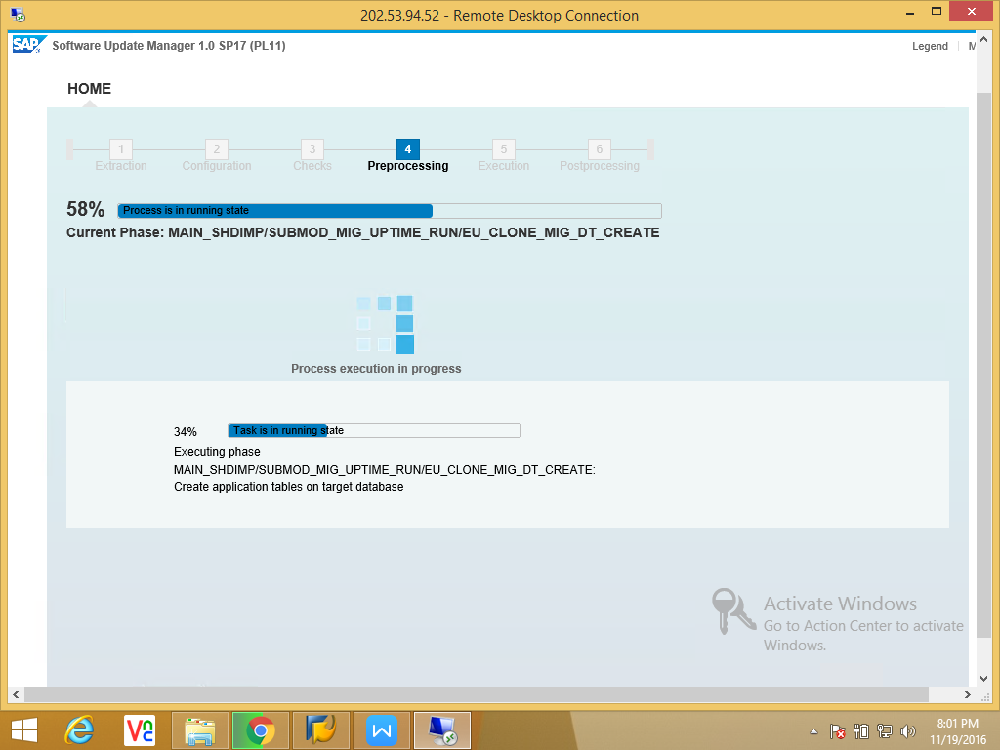 202.53.94.52 - Remote Desktop Connection
SAP Software Update Manager 1.0 SP17 (PL11)
Legend
M
HOME
1 2 3 4 5 6
Extraction Configuration Checks Preprocessing Execution Postprocessing
58% Process is in running state
Current Phase: MAIN_SHDIMP/SUBMOD_MIG_UPTIME_RUN/EU_CLONE_MIG_DT_CREATE
Process execution in progress
34% Task is in running state
Executing phase
MAIN_SHDIMP/SUBMOD_MIG_UPTIME_RUN/EU_CLONE_MIG_DT_CREATE:
Create application tables on target database
Activate Windows
Go to Action Center to activate
Windows.
8:01 PM
11/19/2016